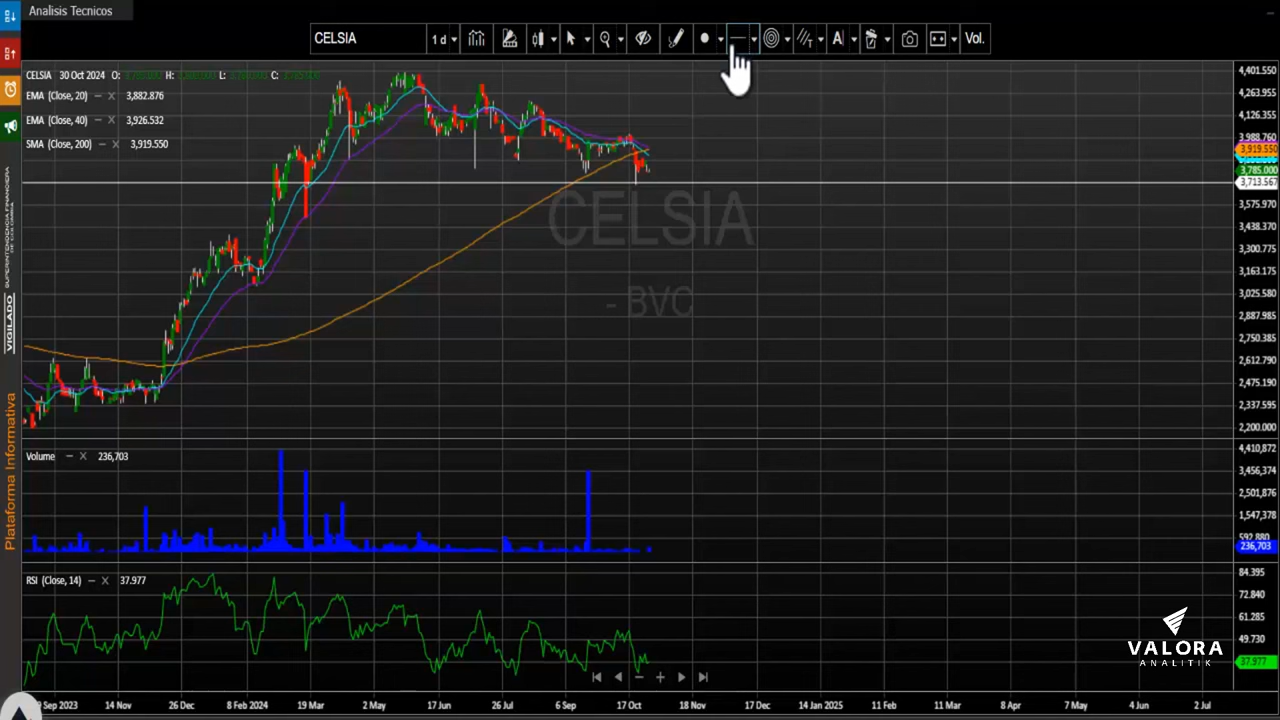 Analisis Tecnicos
CELSIA 1 d A Vol.
CELSIA 30 Oct 2024 O: H: L: C:
EMA (Close, 20) 3,882.876
EMA (Close, 40) 3,926.532
SMA (Close, 200) 3,919.550
4,401.550
4,263.955
4,126.355
3,988.760
3,919.550
3,785.000
3,713.567
3,575.970
3,438.370
3,300.775
3,163.175
3,025.580
2,887.985
2,750.385
2,612.790
2,475.190
2,337.595
2,200.000
CELSIA
- BVC
SUPERINTENDENCIA FINANCIERA
VIGILADO
Plataforma Informativa
Volume 236,703
4,410,872
3,456,374
2,501,876
1,547,378
592,880
236,703
RSI (Close, 14) 37.977
84.395
72.840
61.285
49.730
37.977
VALORA
ANALITIK
Sep 2023 14 Nov 26 Dec 8 Feb 2024 19 Mar 2 May 17 Jun 26 Jul 6 Sep 17 Oct 18 Nov 17 Dec 14 Jan 2025 11 Feb 11 Mar 8 Apr 7 May 4 Jun 2 Jul